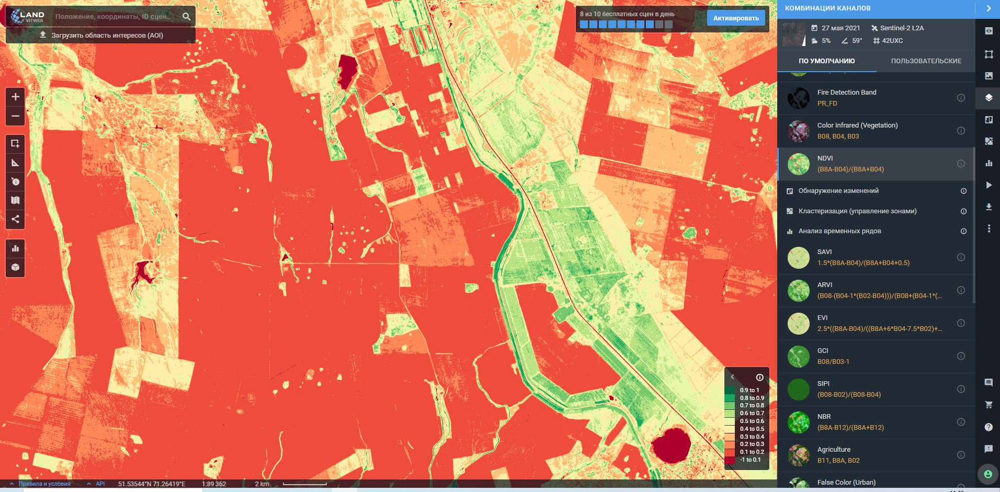 LAND
VIEWER
Положение, координаты, ID сцен...
Загрузить область интересов (AOI)
8 из 10 бесплатных сцен в день
Активировать
КОМБИНАЦИИ КАНАЛОВ
27 мая 2021
Sentinel-2 L2A
5%
59°
42UXC
ПО УМОЛЧАНИЮ
ПОЛЬЗОВАТЕЛЬСКИЕ
Fire Detection Band
PR_FD
Color Infrared (Vegetation)
B08, B04, B03
NDVI
(B8A-B04)/(B8A+B04)
Обнаружение изменений
Кластеризация (управление зонами)
Анализ временных рядов
SAVI
1.5*(B8A-B04)/(B8A+B04+0.5)
ARVI
(B08-(B04-1*(B02-B04)))/(B08+(B04-1*(...
EVI
2.5*((B8A-B04)/((B8A+6*B04-7.5*B02)+...
GCI
B08/B03-1
SIPI
(B08-B02)/(B08-B04)
NBR
(B8A-B12)/(B8A+B12)
Agriculture
B11, B8A, B02
False Color (Urban)
0.9 to 1
0.8 to 0.9
0.7 to 0.8
0.6 to 0.7
0.5 to 0.6
0.4 to 0.5
0.3 to 0.4
0.2 to 0.3
0.1 to 0.2
-1 to 0.1
Правила и условия
API
51.53544°N 71.26419°E
1:89 362
2 km